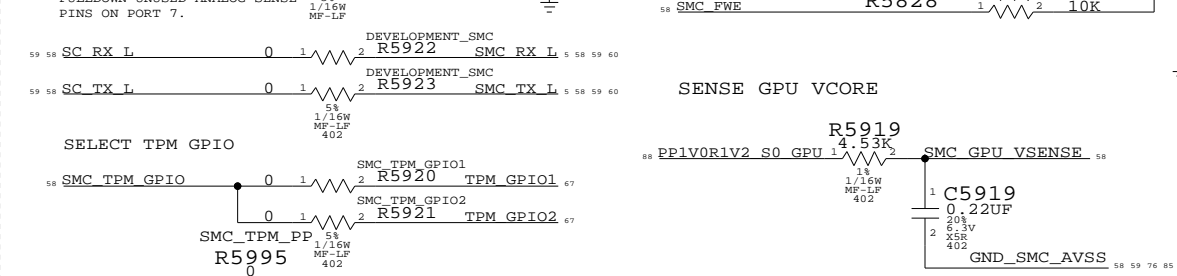 PINS ON PORT 7.
1/16W
MF-LF
58 SMC_FWE
R5828
1 2
10K
DEVELOPMENT_SMC
59 58 SC_RX_L 0 1 2 R5922 SMC_RX_L 5 58 59 60
DEVELOPMENT_SMC
59 58 SC_TX_L 0 1 2 R5923 SMC_TX_L 5 58 59 60
5%
1/16W
MF-LF
402
SELECT TPM GPIO
SMC_TPM_GPIO1
58 SMC_TPM_GPIO 0 1 2 R5920 TPM_GPIO1 67
SMC_TPM_GPIO2
0 1 2 R5921 TPM_GPIO2 67
SMC_TPM_PP
5%
1/16W
MF-LF
402
R5995
0
SENSE GPU VCORE
R5919
4.53K
88 PP1V0R1V2_S0_GPU 1 2 SMC_GPU_VSENSE 58
1%
1/16W
MF-LF
402
1 C5919
0.22UF
20%
6.3V
2 X5R
402
GND_SMC_AVSS 58 59 76 85